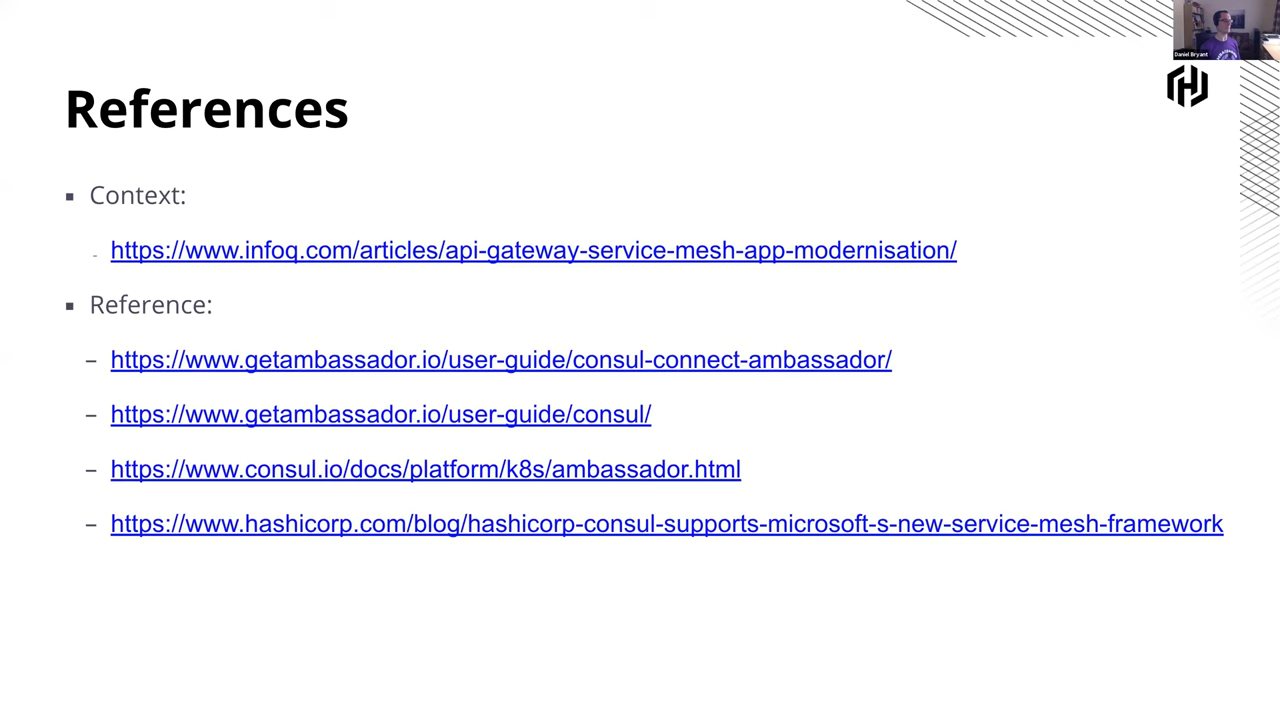 Daniel Bryant
References
▪ Context:
- https://www.infoq.com/articles/api-gateway-service-mesh-app-modernisation/
▪ Reference:
– https://www.getambassador.io/user-guide/consul-connect-ambassador/
– https://www.getambassador.io/user-guide/consul/
– https://www.consul.io/docs/platform/k8s/ambassador.html
– https://www.hashicorp.com/blog/hashicorp-consul-supports-microsoft-s-new-service-mesh-framework